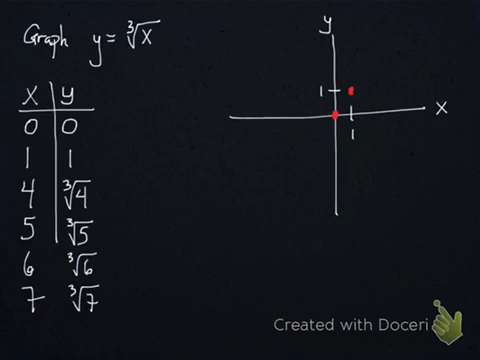 Graph y = ∛x
x y
0 0
1 1
4 ∛4
5 ∛5
6 ∛6
7 ∛7
y
1
x
1
Created with Doceri